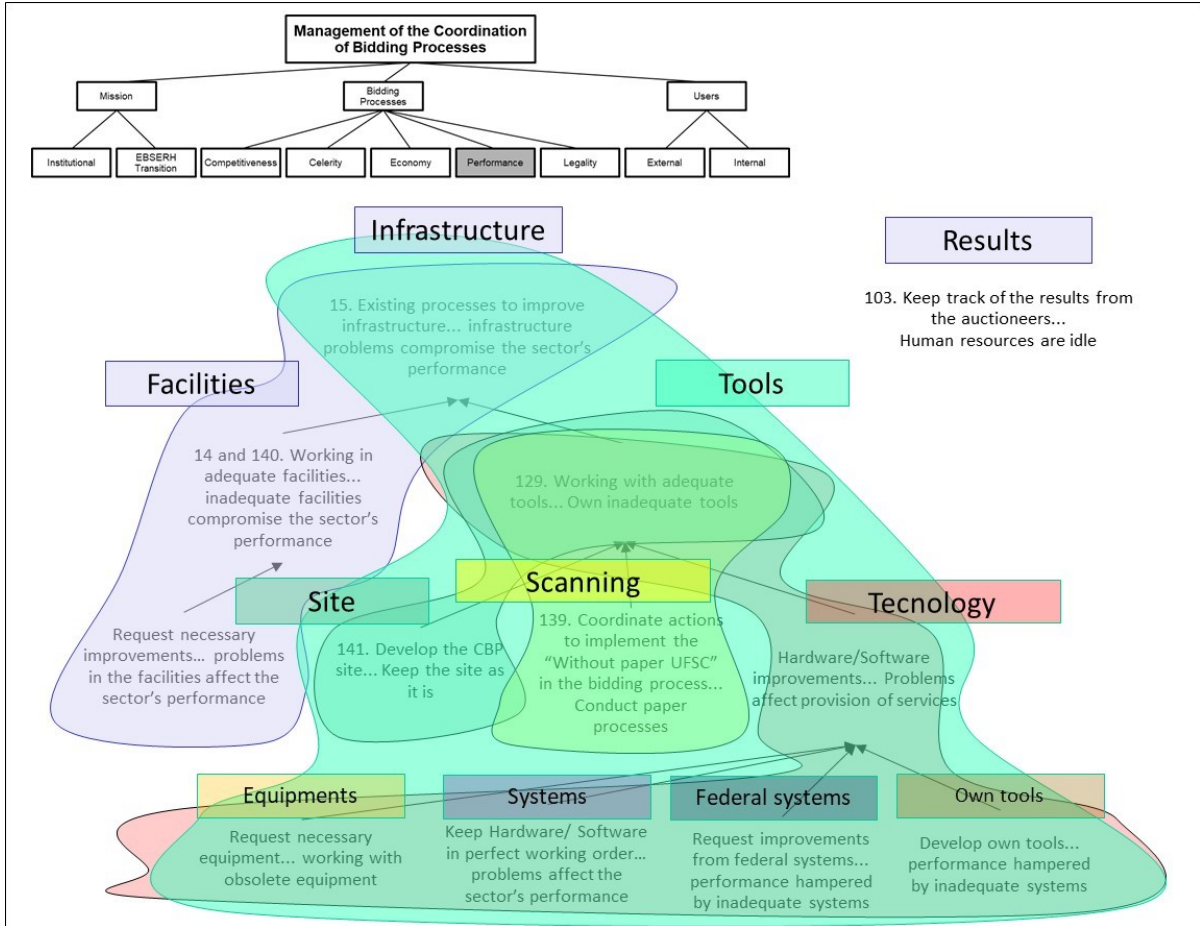 Management of the Coordination
of Bidding Processes
Mission
Bidding
Processes
Users
Institutional
EBSERH
Transition
Competitiveness
Celerity
Economy
Performance
Legality
External
Internal
Infrastructure
Results
15. Existing processes to improve
infrastructure... infrastructure
problems compromise the sector's
performance
103. Keep track of the results from
the auctioneers...
Human resources are idle
Facilities
Tools
14 and 140. Working in
adequate facilities...
inadequate facilities
compromise the sector's
performance
129. Working with adequate
tools... Own inadequate tools
Site
Scanning
Tecnology
Request necessary
improvements... problems
in the facilities affect the
sector's performance
141. Develop the CBP
site... Keep the site as
it is
139. Coordinate actions
to implement the
"Without paper UFSC"
in the bidding process...
Conduct paper
processes
Hardware/Software
improvements... Problems
affect provision of services
Equipments
Systems
Federal systems
Own tools
Request necessary
equipment... working with
obsolete equipment
Keep Hardware/ Software
in perfect working order...
problems affect the
sector's performance
Request improvements
from federal systems...
performance hampered
by inadequate systems
Develop own tools...
performance hampered
by inadequate systems